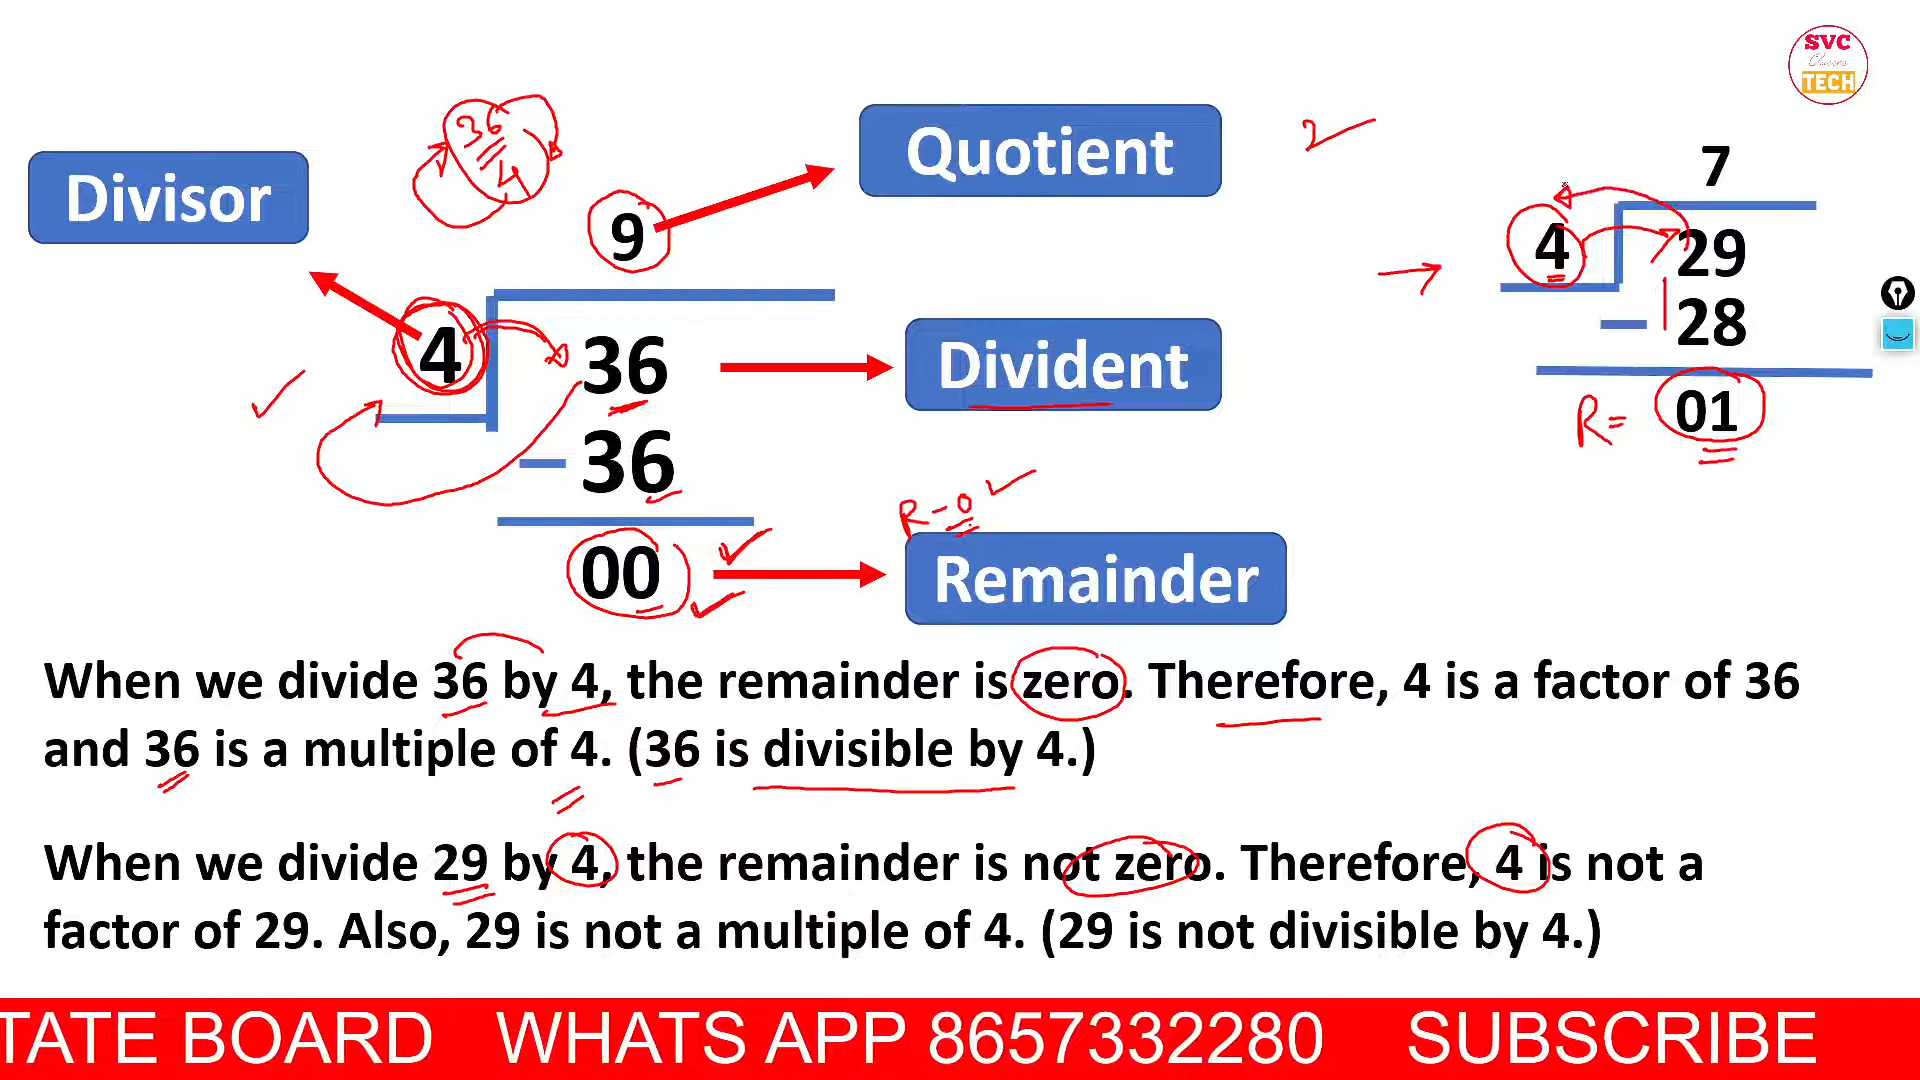 SVC
Classes
TECH
Divisor
36
4
Quotient
9
4
36
Divident
- 36
R - 0
00
Remainder
7
4
29
- 28
R = 01
When we divide 36 by 4, the remainder is zero. Therefore, 4 is a factor of 36
and 36 is a multiple of 4. (36 is divisible by 4.)
When we divide 29 by 4, the remainder is not zero. Therefore, 4 is not a
factor of 29. Also, 29 is not a multiple of 4. (29 is not divisible by 4.)
TATE BOARD WHATS APP 8657332280 SUBSCRIBE